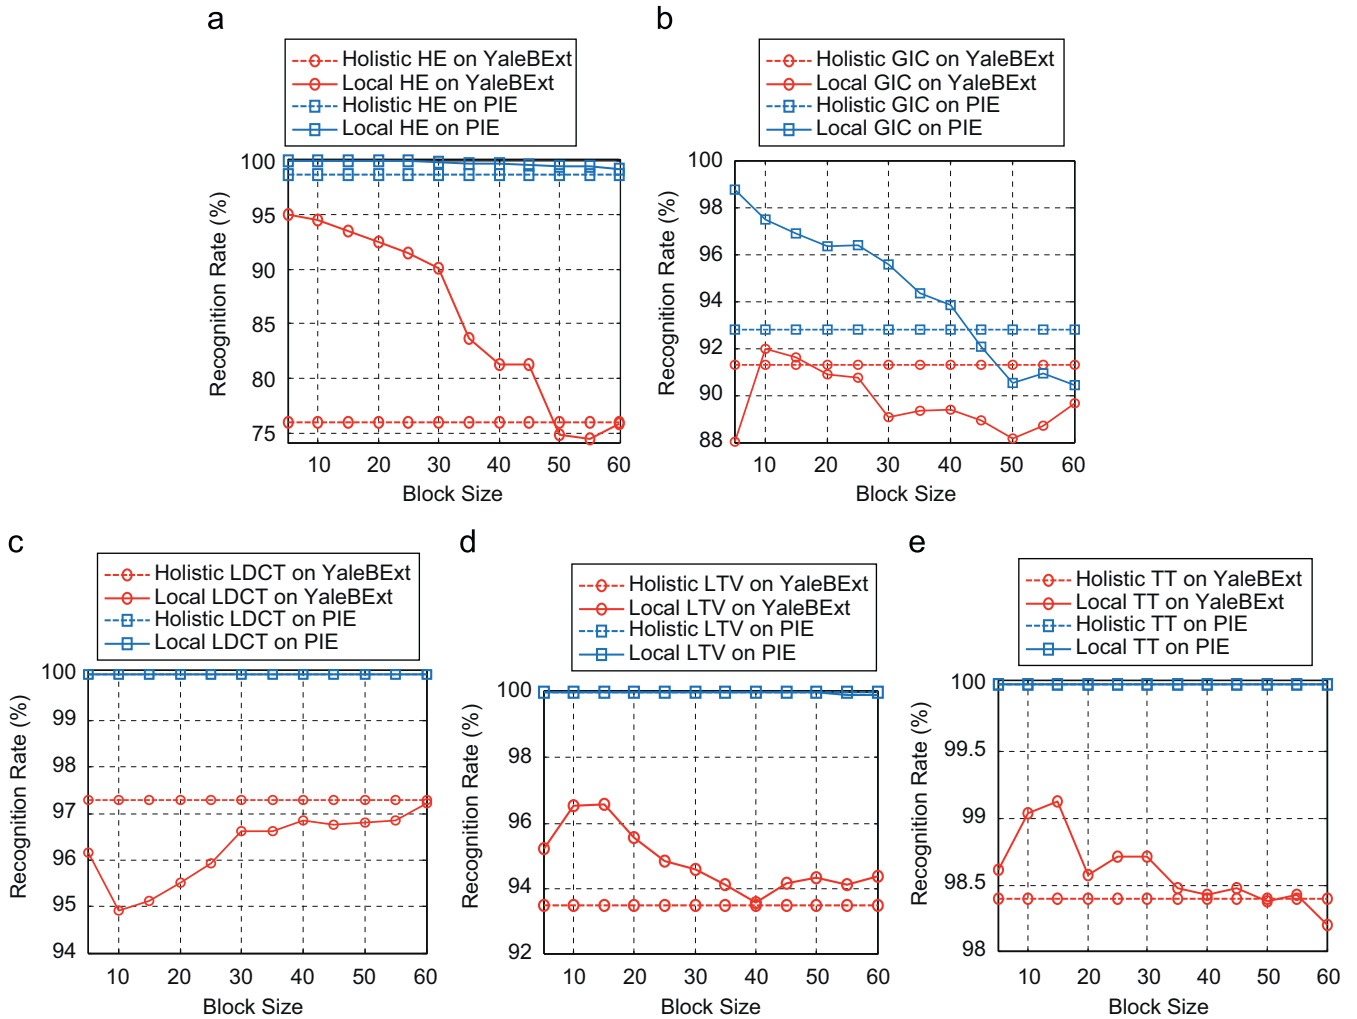 a
Holistic HE on YaleBExt
Local HE on YaleBExt
Holistic HE on PIE
Local HE on PIE
100
95
90
85
80
75
Recognition Rate (%)
10 20 30 40 50 60
Block Size
b
Holistic GIC on YaleBExt
Local GIC on YaleBExt
Holistic GIC on PIE
Local GIC on PIE
100
98
96
94
92
90
88
Recognition Rate (%)
10 20 30 40 50 60
Block Size
c
Holistic LDCT on YaleBExt
Local LDCT on YaleBExt
Holistic LDCT on PIE
Local LDCT on PIE
100
99
98
97
96
95
94
Recognition Rate (%)
10 20 30 40 50 60
Block Size
d
Holistic LTV on YaleBExt
Local LTV on YaleBExt
Holistic LTV on PIE
Local LTV on PIE
100
98
96
94
92
Recognition Rate (%)
10 20 30 40 50 60
Block Size
e
Holistic TT on YaleBExt
Local TT on YaleBExt
Holistic TT on PIE
Local TT on PIE
100
99.5
99
98.5
98
Recognition Rate (%)
10 20 30 40 50 60
Block Size